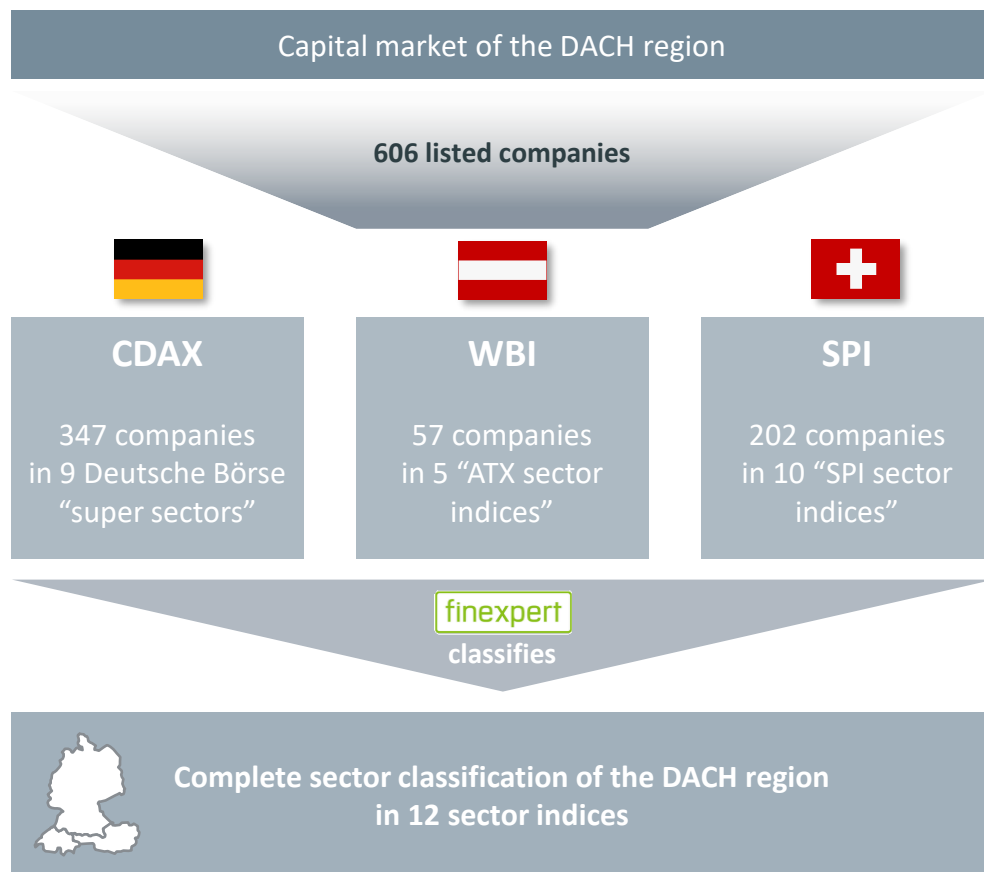 Capital market of the DACH region
606 listed companies
CDAX
347 companies
in 9 Deutsche Börse
“super sectors”
WBI
57 companies
in 5 “ATX sector
indices”
SPI
202 companies
in 10 “SPI sector
indices”
finexpert
classifies
Complete sector classification of the DACH region
in 12 sector indices